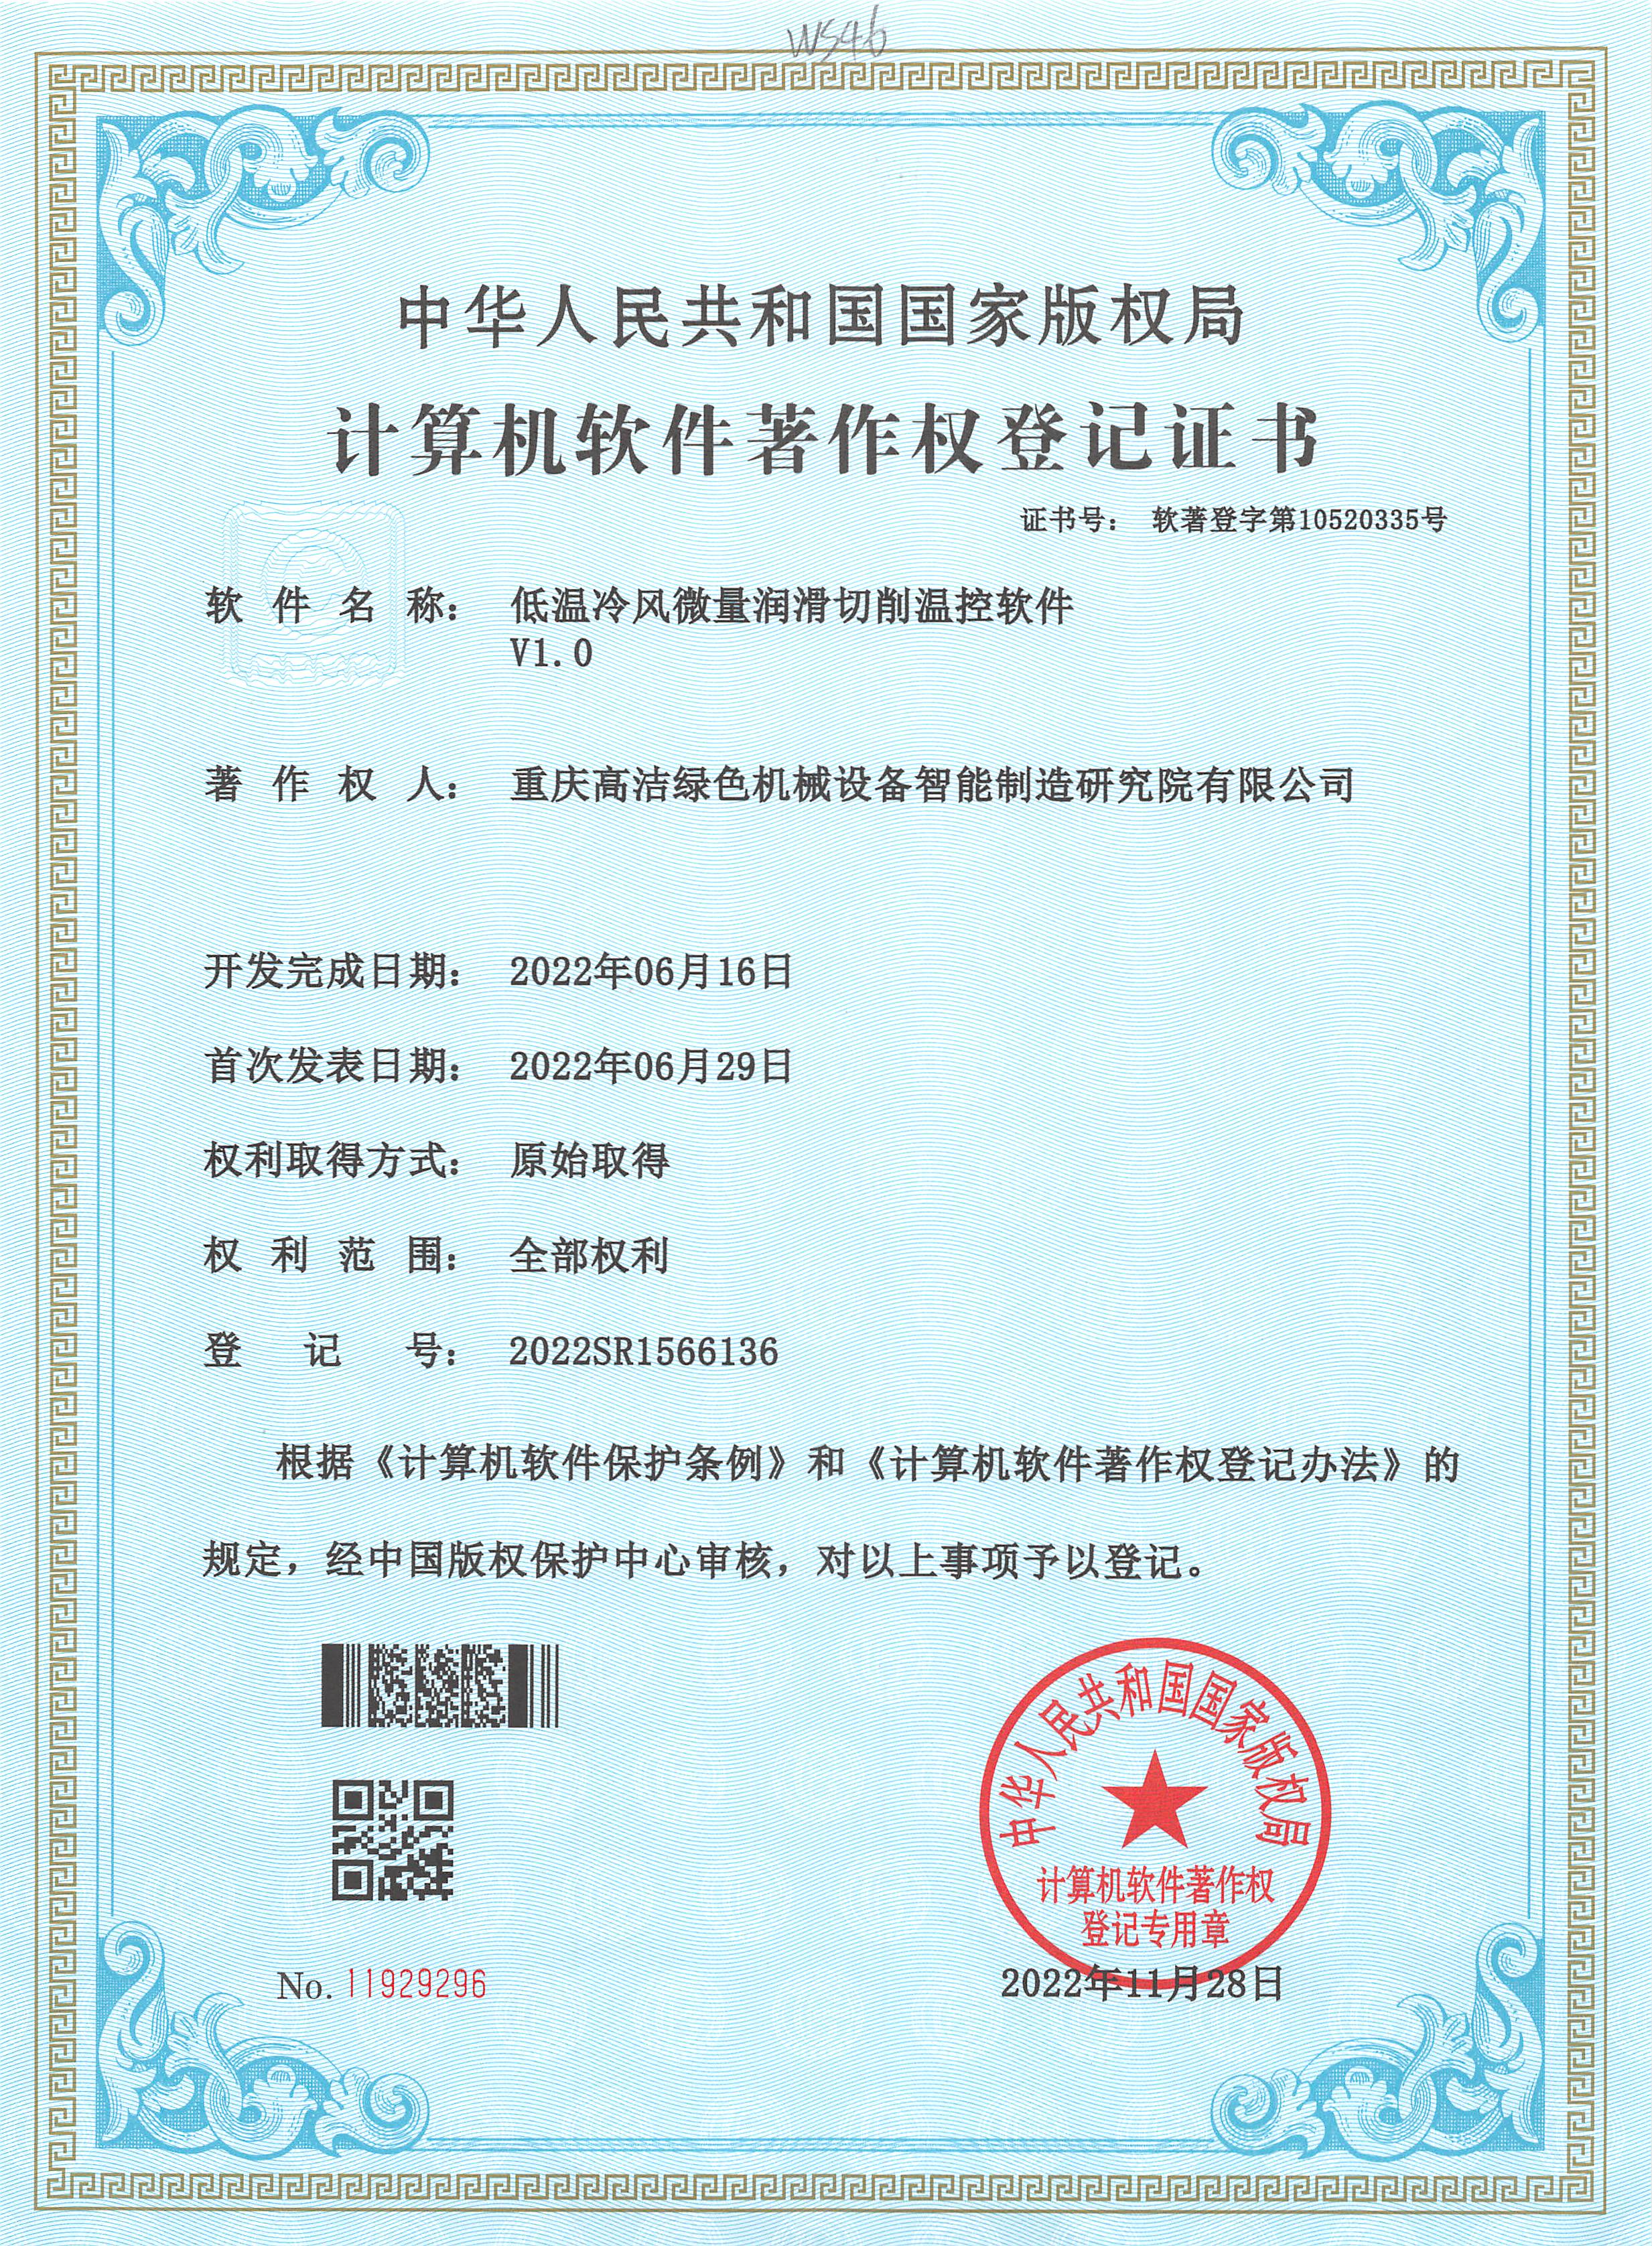 WS46
中华人民共和国国家版权局
计算机软件著作权登记证书
证书号： 软著登字第10520335号
软件名称： 低温冷风微量润滑切削温控软件
V1.0
著作权人： 重庆高洁绿色机械设备智能制造研究院有限公司
开发完成日期： 2022年06月16日
首次发表日期： 2022年06月29日
权利取得方式： 原始取得
权利范围： 全部权利
登记号： 2022SR1566136
根据《计算机软件保护条例》和《计算机软件著作权登记办法》的
规定，经中国版权保护中心审核，对以上事项予以登记。
中华人民共和国国家版权局
计算机软件著作权
登记专用章
No. 11929296
2022年11月28日